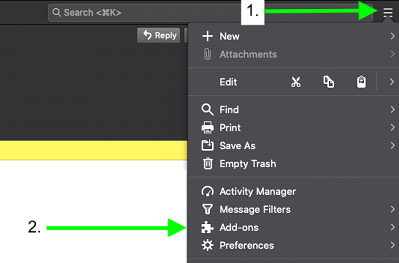 1.
Search <⌘K>
Reply
New
Attachments
Edit
Find
Print
Save As
Empty Trash
Activity Manager
Message Filters
2.
Add-ons
Preferences